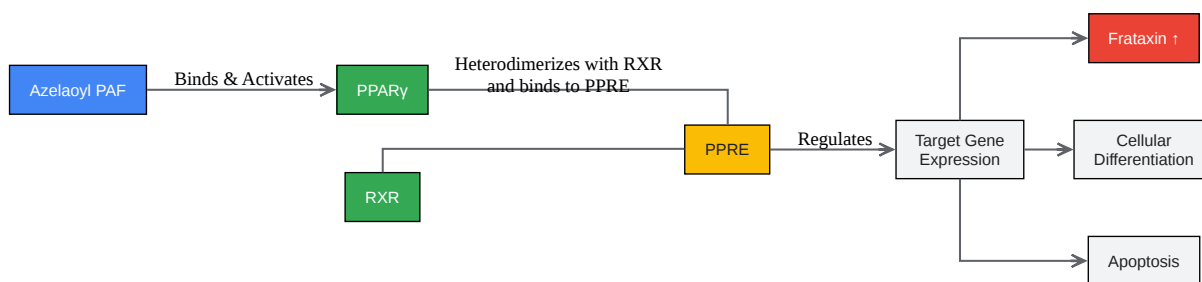 Azelaoyl PAF
Binds & Activates
PPARγ
Heterodimerizes with RXR
and binds to PPRE
RXR
PPRE
Regulates
Target Gene
Expression
Frataxin ↑
Cellular
Differentiation
Apoptosis